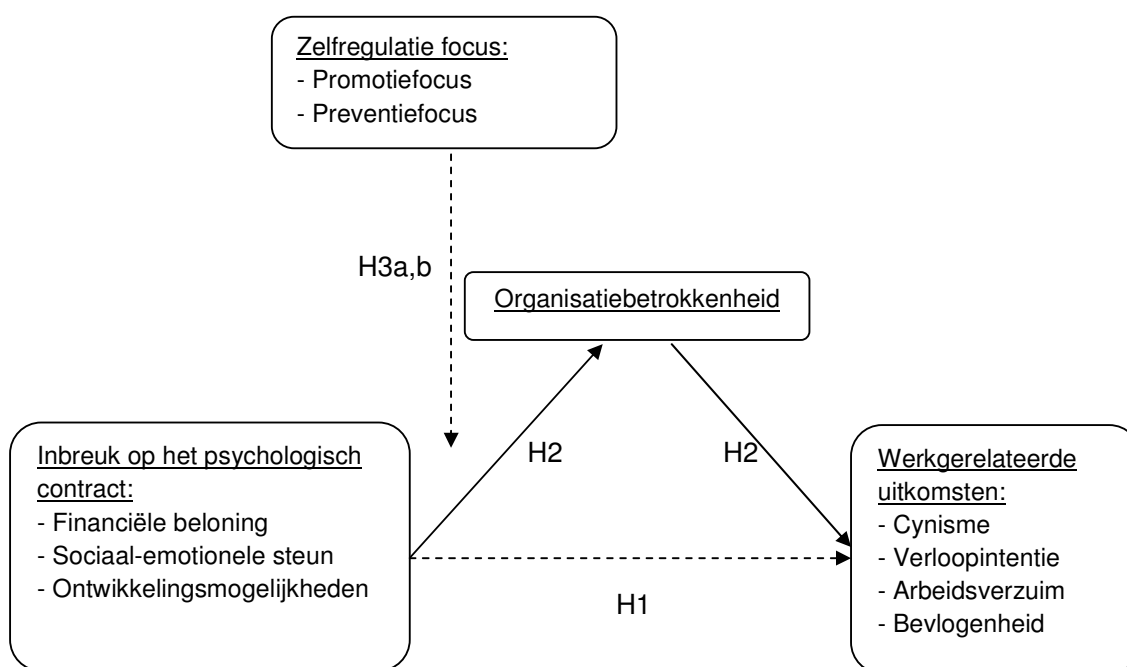 Zelfregulatie focus:
- Promotiefocus
- Preventiefocus
H3a,b
Organisatiebetrokkenheid
Inbreuk op het psychologisch
contract:
- Financiële beloning
- Sociaal-emotionele steun
- Ontwikkelingsmogelijkheden
H2
H2
H1
Werkgerelateerde
uitkomsten:
- Cynisme
- Verloopintentie
- Arbeidsverzuim
- Bevlogenheid